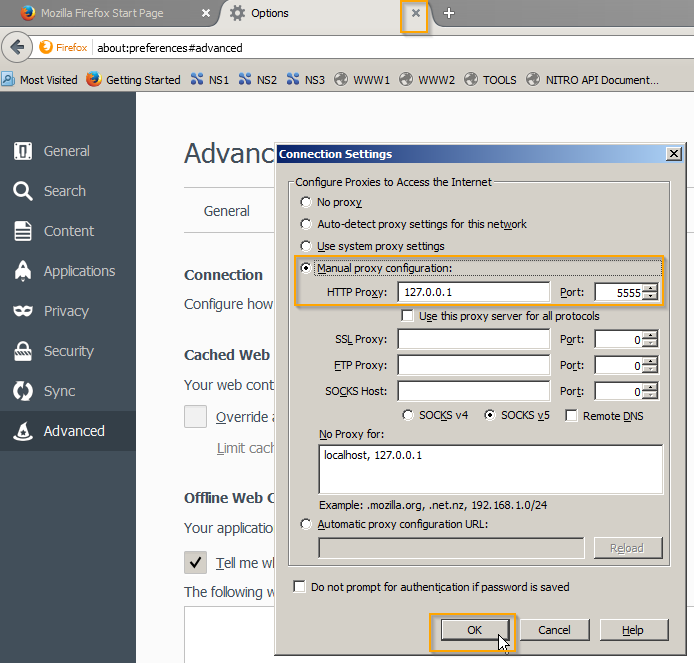 Mozilla Firefox Start Page
Options
Firefox about:preferences#advanced
Most Visited Getting Started NS1 NS2 NS3 WWW1 WWW2 TOOLS NITRO API Document...
General
Search
Content
Applications
Privacy
Security
Sync
Advanced
Advanc
General
Connection
Configure how
Cached Web
Your web cont
Override a
Limit cach
Offline Web C
Your applicatio
Tell me wh
The following w
Connection Settings
Configure Proxies to Access the Internet
No proxy
Auto-detect proxy settings for this network
Use system proxy settings
Manual proxy configuration:
HTTP Proxy: 127.0.0.1 Port: 5555
Use this proxy server for all protocols
SSL Proxy: Port: 0
FTP Proxy: Port: 0
SOCKS Host: Port: 0
SOCKS v4 SOCKS v5 Remote DNS
No Proxy for:
localhost, 127.0.0.1
Example: .mozilla.org, .net.nz, 192.168.1.0/24
Automatic proxy configuration URL:
Reload
Do not prompt for authentication if password is saved
OK Cancel Help